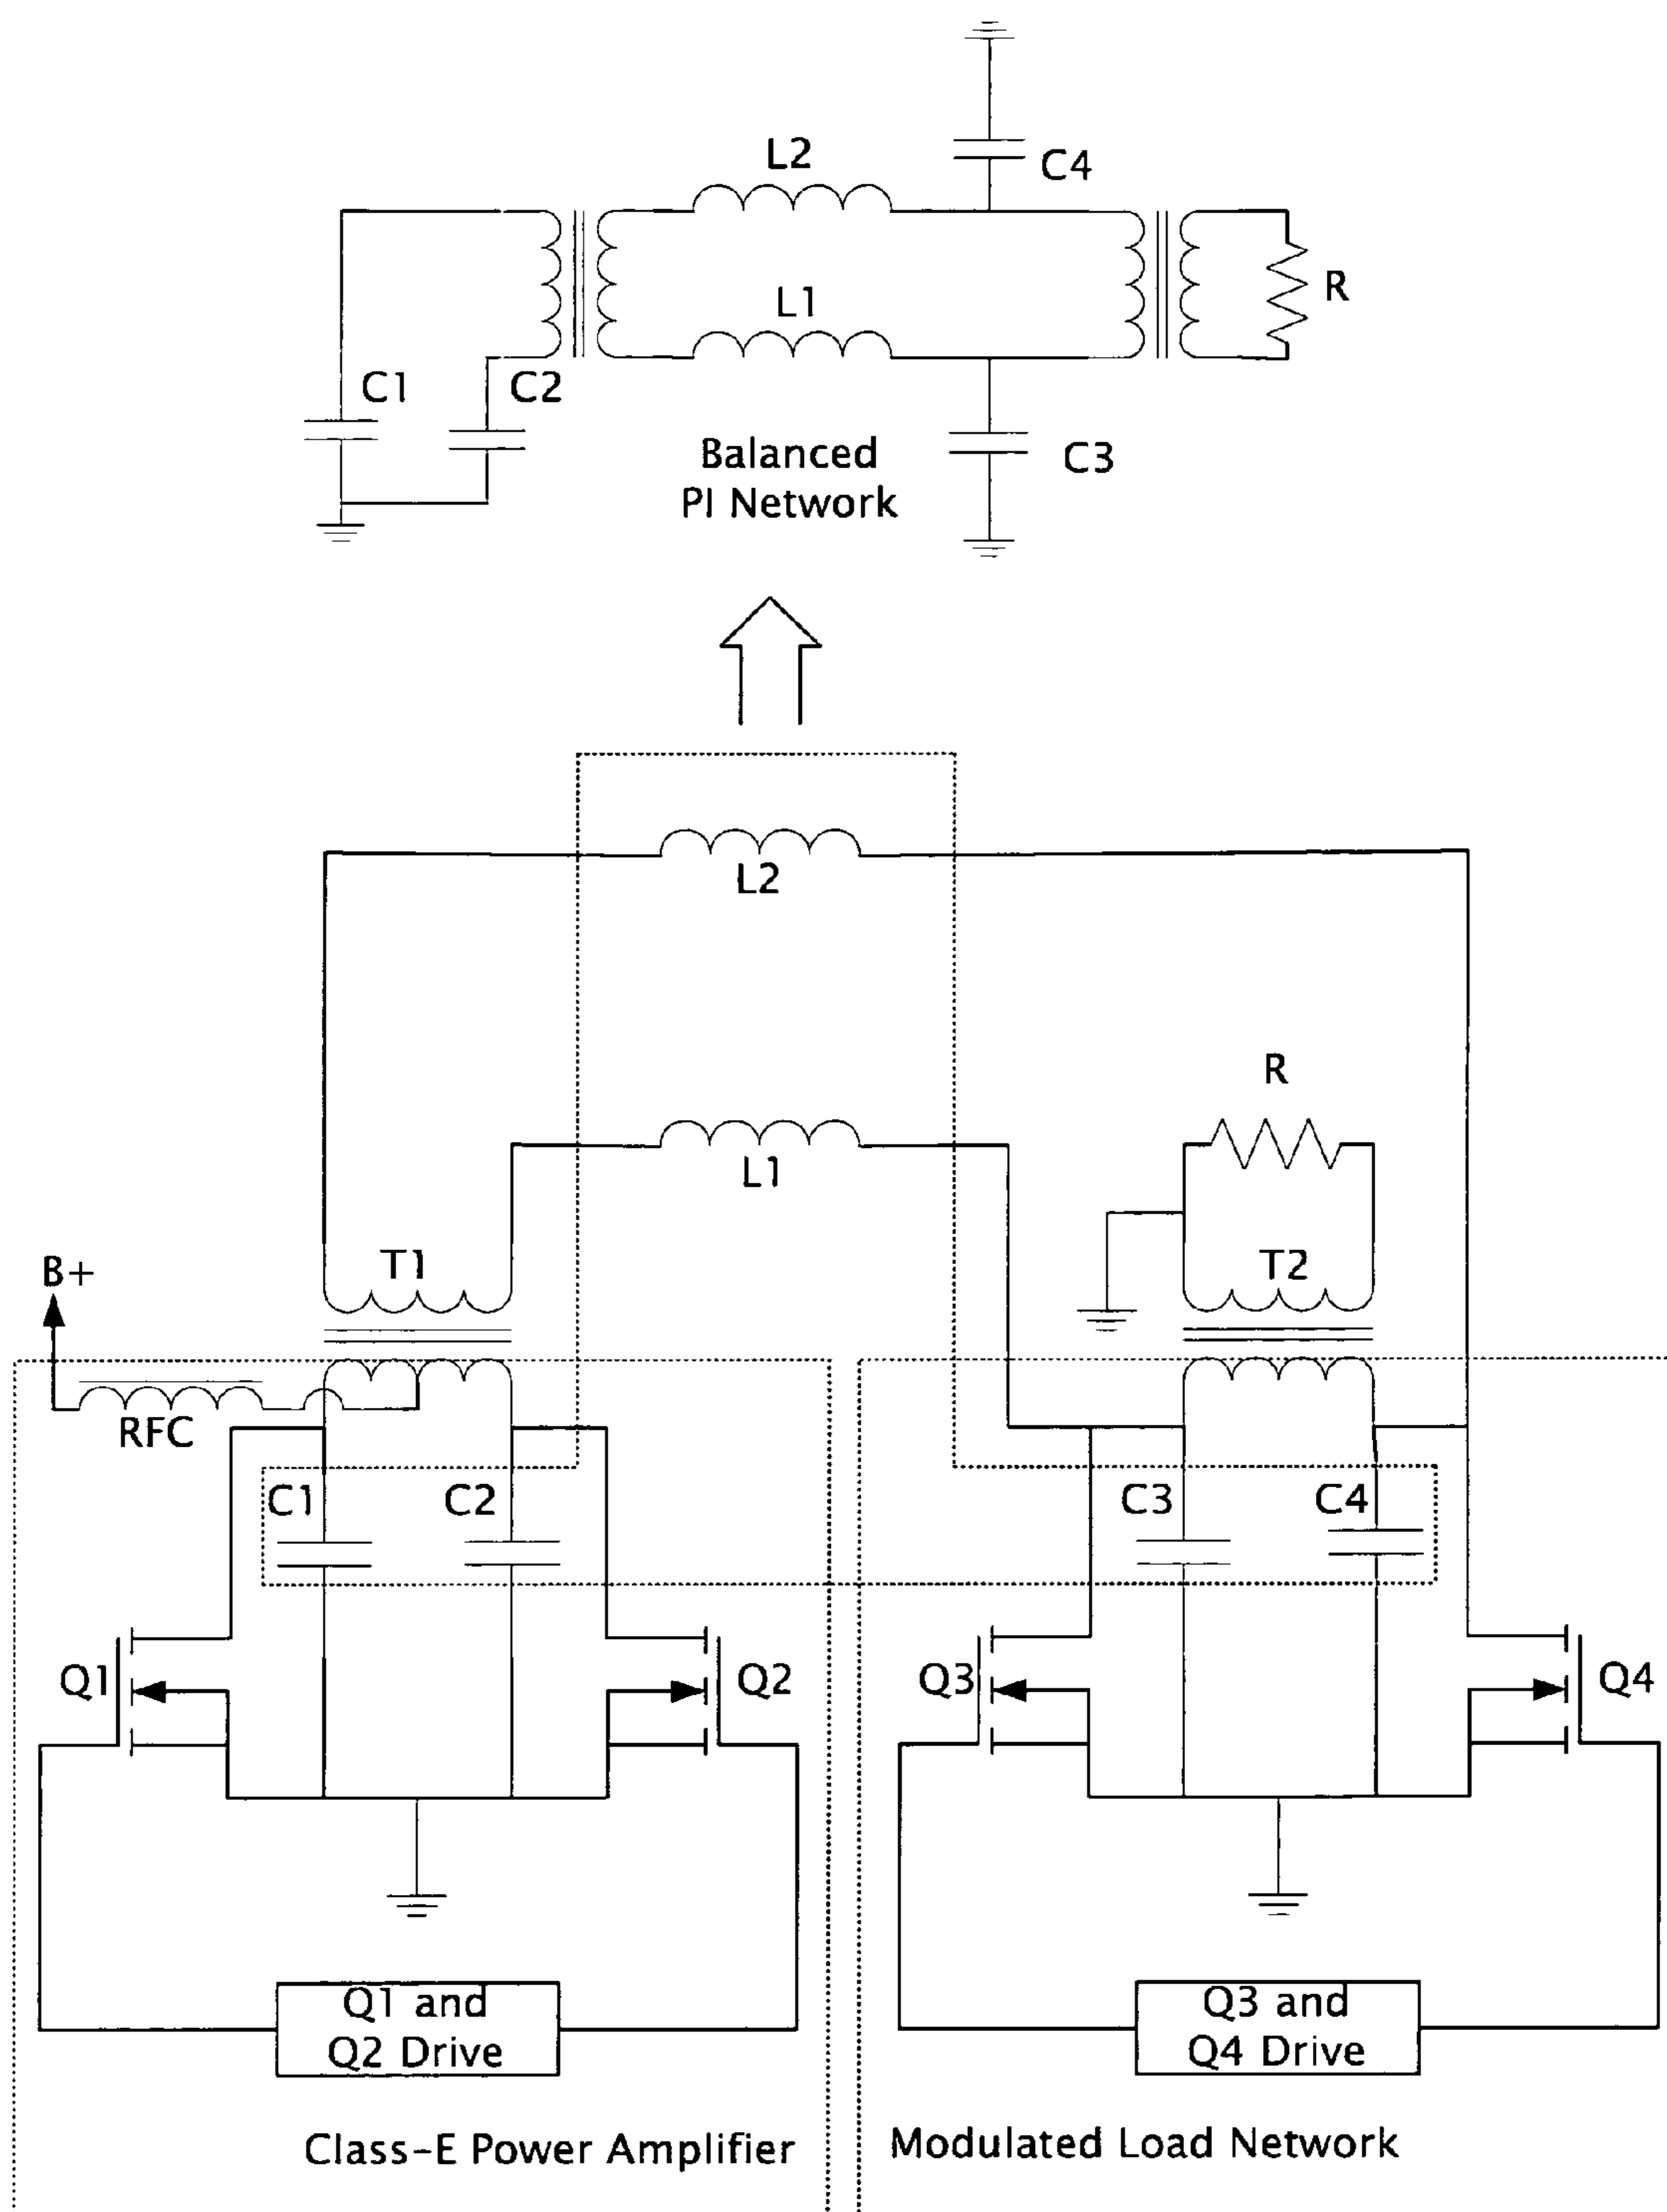 L2
C4
L1
R
C1
C2
Balanced
PI Network
C3
L2
R
L1
B+
T1
T2
RFC
C1
C2
C3
C4
Q1
Q2
Q3
Q4
Q1 and
Q2 Drive
Q3 and
Q4 Drive
Class-E Power Amplifier
Modulated Load Network